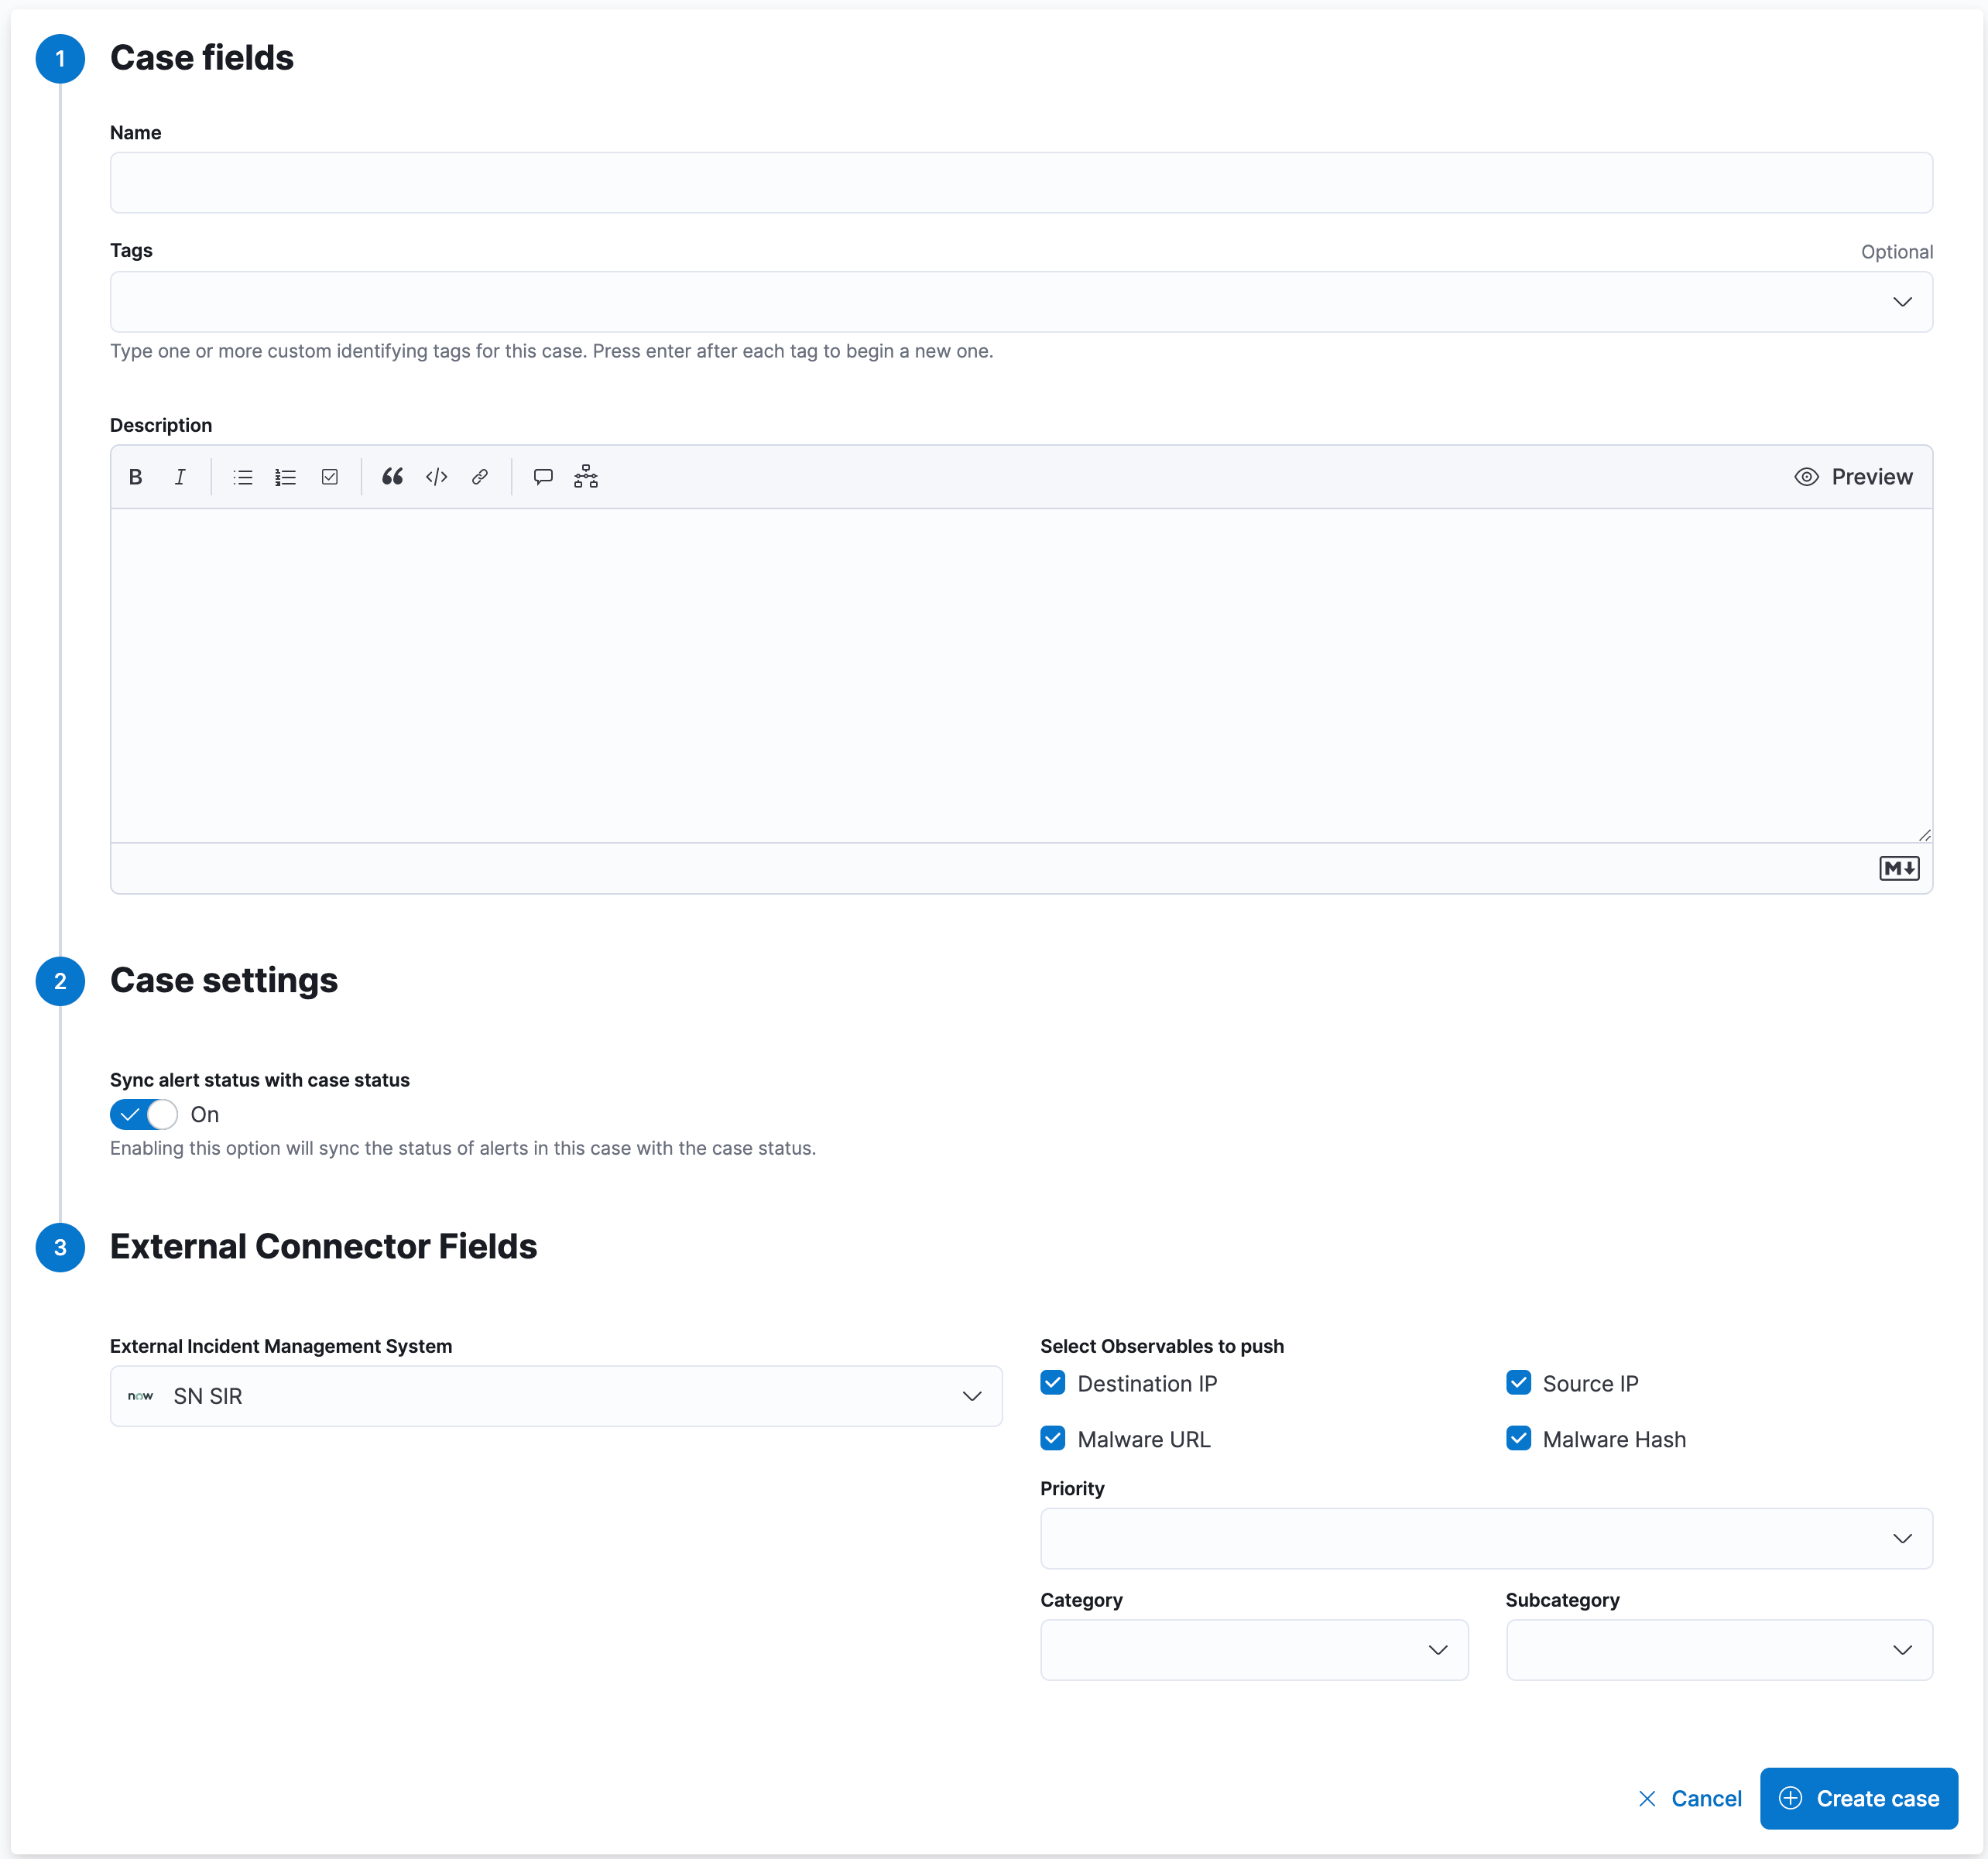 1 Case fields
Name
Tags Optional
Type one or more custom identifying tags for this case. Press enter after each tag to begin a new one.
Description
B I Preview
M
2 Case settings
Sync alert status with case status
On
Enabling this option will sync the status of alerts in this case with the case status.
3 External Connector Fields
External Incident Management System
now SN SIR
Select Observables to push
Destination IP Source IP
Malware URL Malware Hash
Priority
Category Subcategory
Cancel Create case